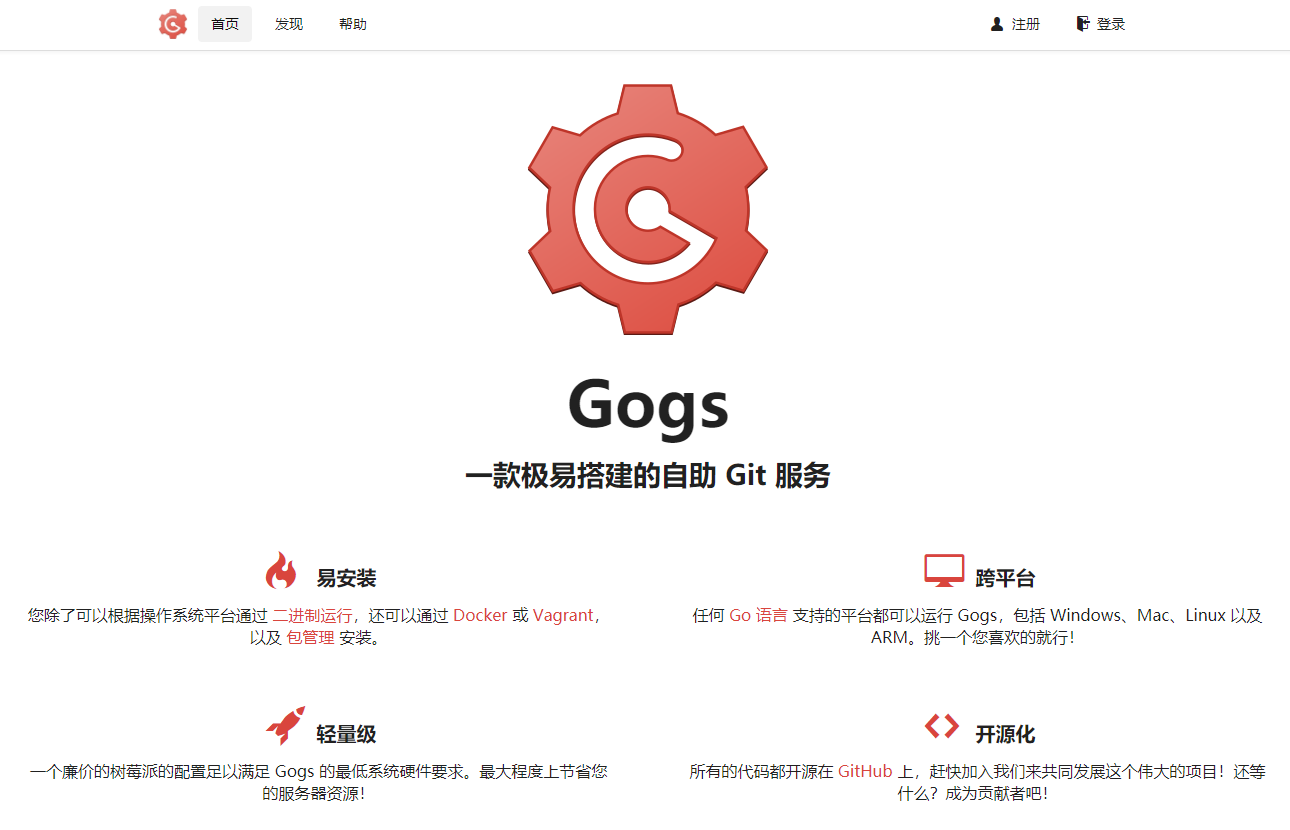 首页 发现 帮助 注册 登录
Gogs
一款极易搭建的自助 Git 服务
易安装
您除了可以根据操作系统平台通过 二进制运行，还可以通过 Docker 或 Vagrant，
以及 包管理 安装。
跨平台
任何 Go 语言 支持的平台都可以运行 Gogs，包括 Windows、Mac、Linux 以及
ARM。挑一个您喜欢的就行！
轻量级
一个廉价的树莓派的配置足以满足 Gogs 的最低系统硬件要求。最大程度上节省您
的服务器资源！
开源化
所有的代码都开源在 GitHub 上，赶快加入我们来共同发展这个伟大的项目！还等
什么？成为贡献者吧！